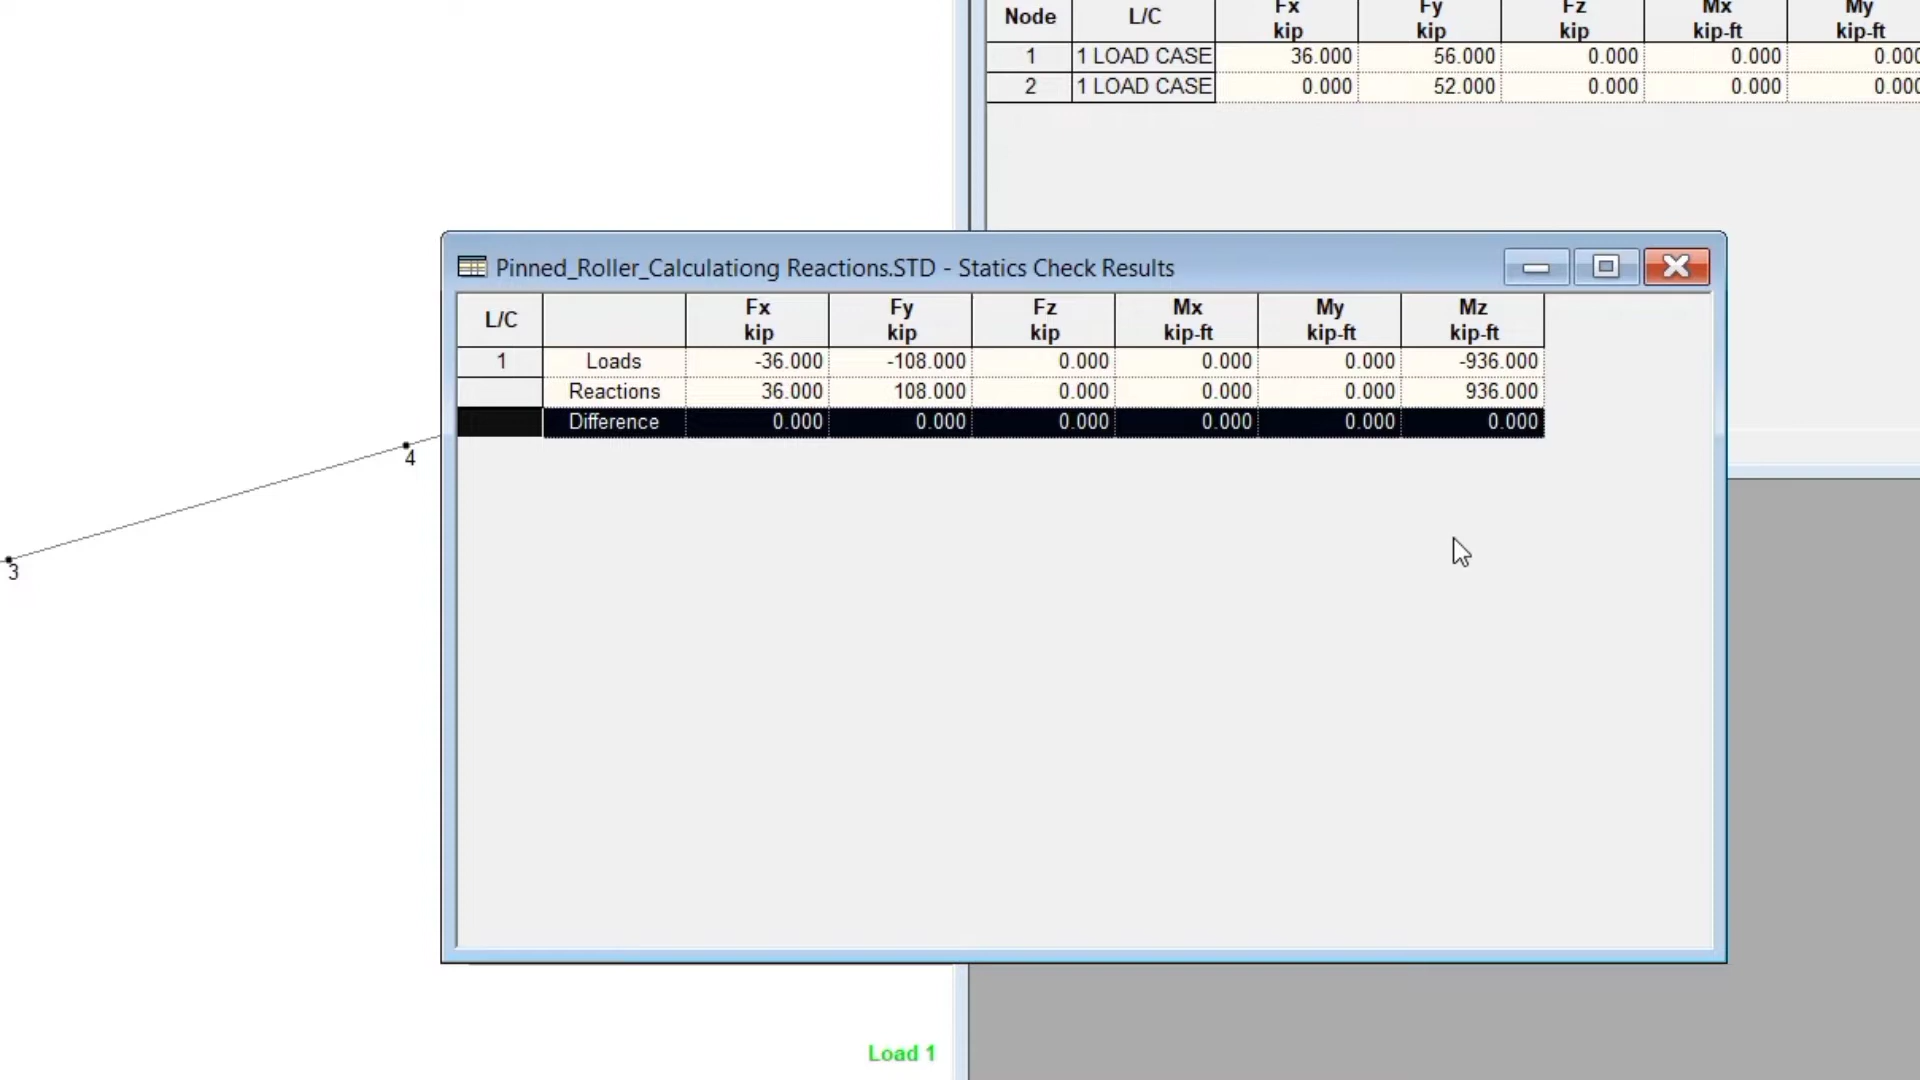 Node L/C Fx Fy Fz Mx My
kip kip kip kip-ft kip-ft
1 1 LOAD CASE 36.000 56.000 0.000 0.000 0.000
2 1 LOAD CASE 0.000 52.000 0.000 0.000 0.000
Pinned_Roller_Calculationg Reactions.STD - Statics Check Results
L/C Fx Fy Fz Mx My Mz
kip kip kip kip-ft kip-ft kip-ft
1 Loads -36.000 -108.000 0.000 0.000 0.000 -936.000
Reactions 36.000 108.000 0.000 0.000 0.000 936.000
Difference 0.000 0.000 0.000 0.000 0.000 0.000
4
3
Load 1